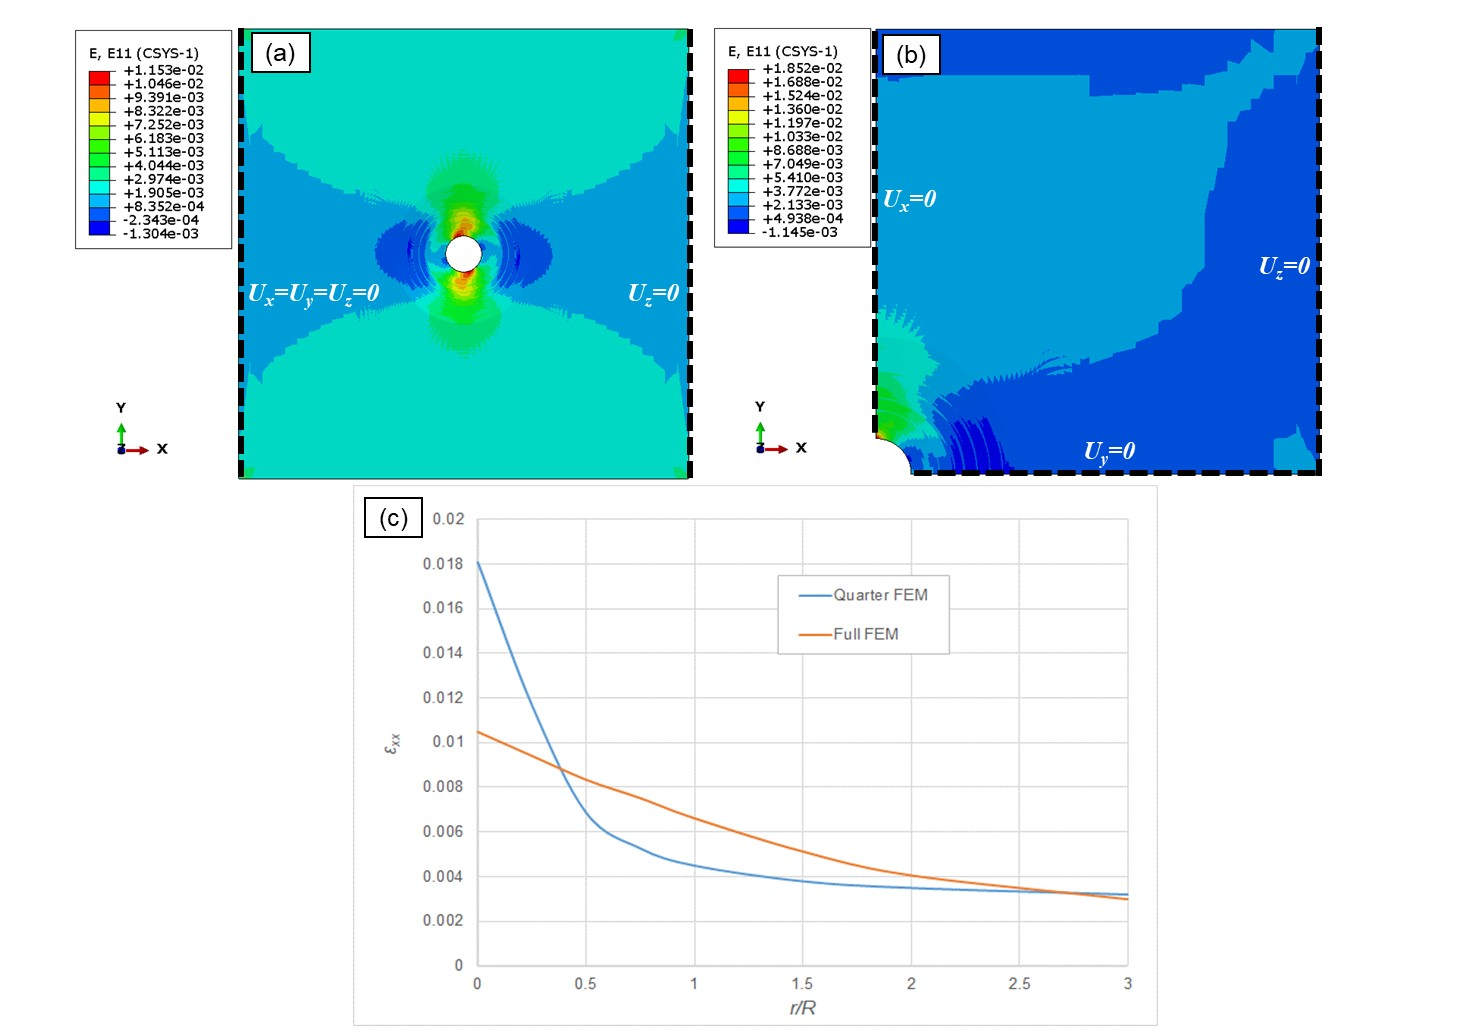 (a)
E, E11 (CSYS-1)
+1.153e-02
+1.046e-02
+9.391e-03
+8.322e-03
+7.252e-03
+6.183e-03
+5.113e-03
+4.044e-03
+2.974e-03
+1.905e-03
+8.352e-04
-2.343e-04
-1.304e-03
Ux=Uy=Uz=0
Uz=0
Y
Z
X
(b)
E, E11 (CSYS-1)
+1.852e-02
+1.688e-02
+1.524e-02
+1.360e-02
+1.197e-02
+1.033e-02
+8.688e-03
+7.049e-03
+5.410e-03
+3.772e-03
+2.133e-03
+4.938e-04
-1.145e-03
Ux=0
Uz=0
Uy=0
Y
Z
X
(c)
0.02
0.018
0.016
0.014
0.012
0.01
0.008
0.006
0.004
0.002
0
εxx
Quarter FEM
Full FEM
0 0.5 1 1.5 2 2.5 3
r/R